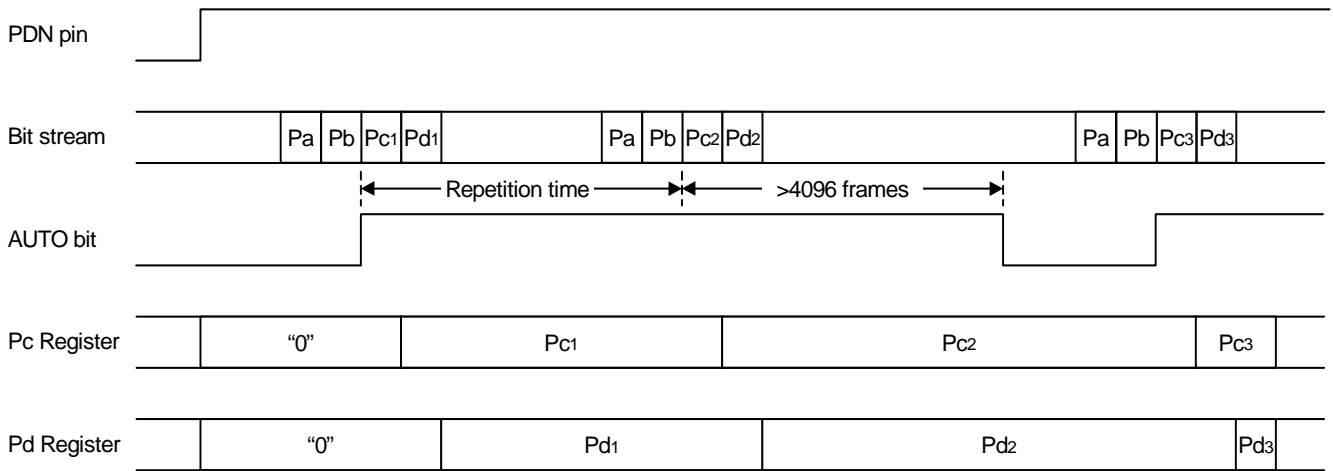 PDN pin
Bit stream Pa Pb Pc1 Pd1 Pa Pb Pc2 Pd2 Pa Pb Pc3 Pd3
Repetition time >4096 frames
AUTO bit
Pc Register “0” Pc1 Pc2 Pc3
Pd Register “0” Pd1 Pd2 Pd3